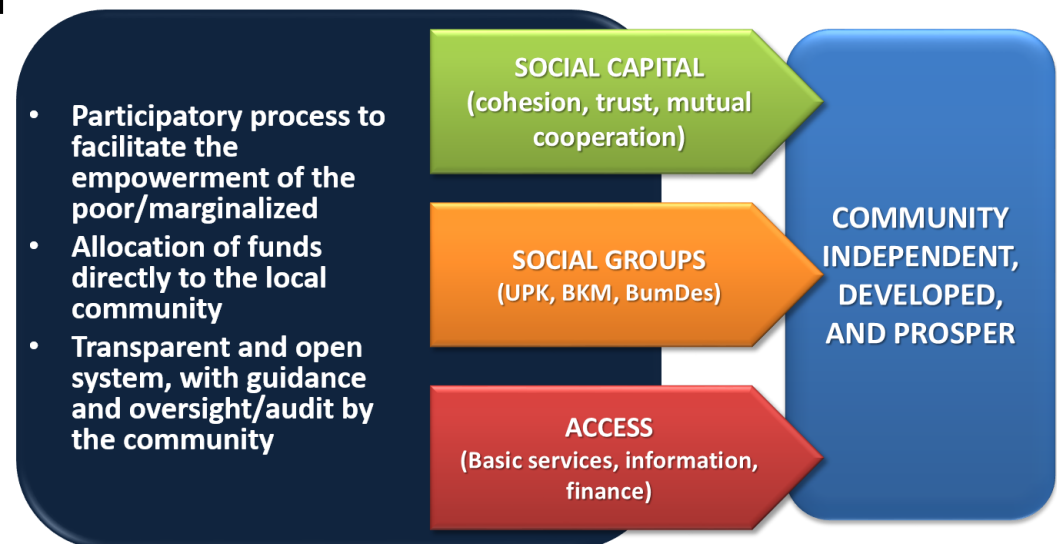 • Participatory process to
facilitate the
empowerment of the
poor/marginalized
• Allocation of funds
directly to the local
community
• Transparent and open
system, with guidance
and oversight/audit by
the community
SOCIAL CAPITAL
(cohesion, trust, mutual
cooperation)
SOCIAL GROUPS
(UPK, BKM, BumDes)
ACCESS
(Basic services, information,
finance)
COMMUNITY
INDEPENDENT,
DEVELOPED,
AND PROSPER